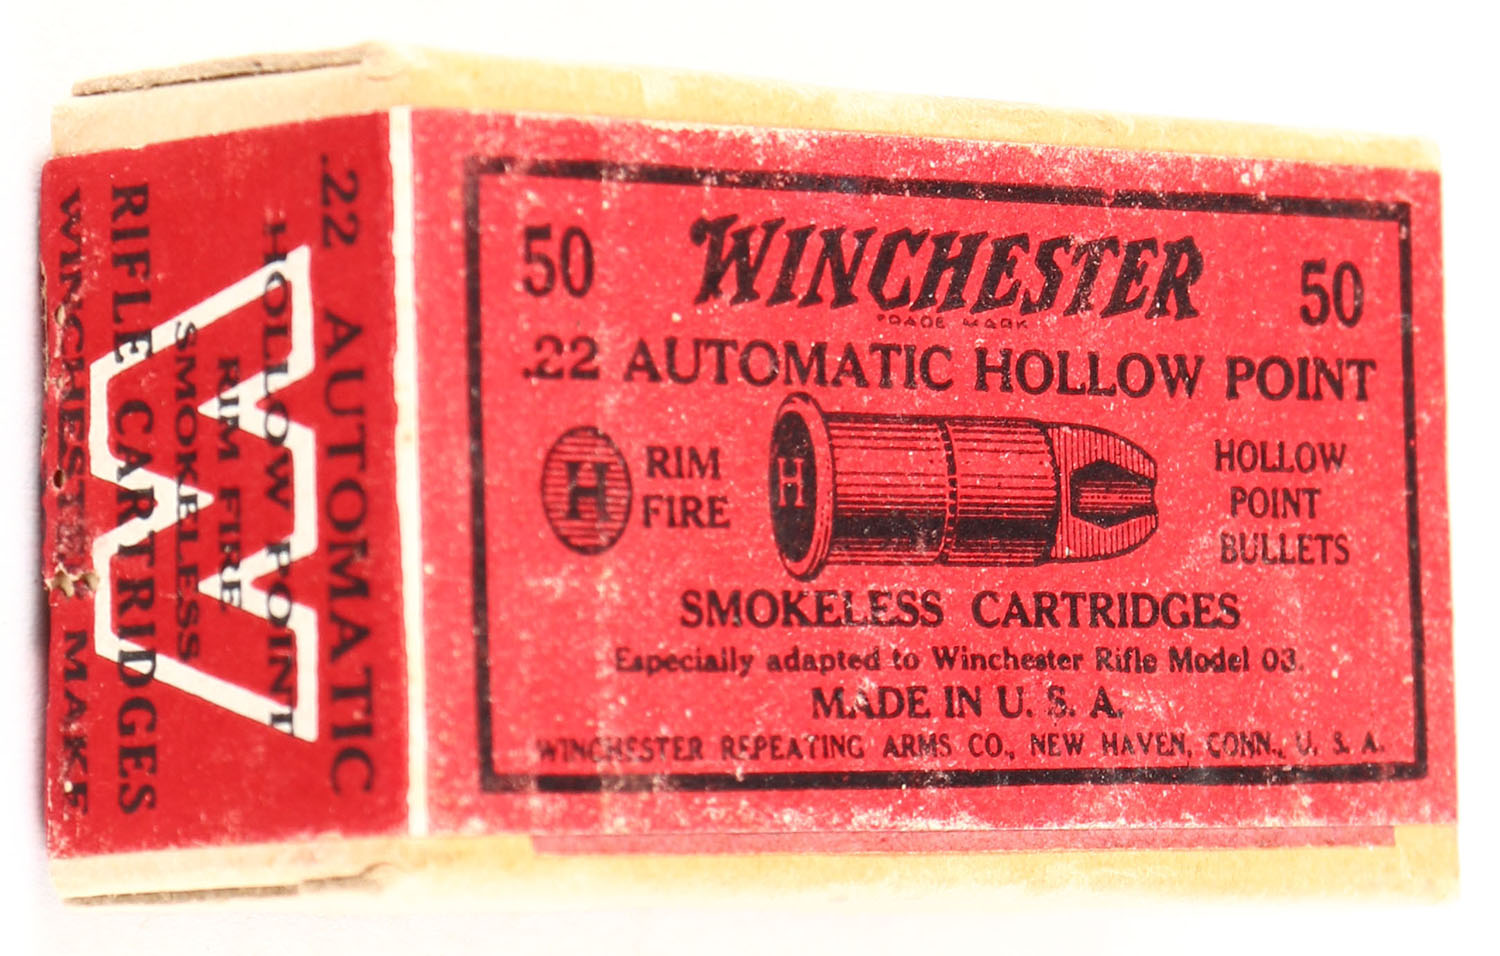 50 WINCHESTER 50
TRADE MARK
.22 AUTOMATIC HOLLOW POINT
H RIM FIRE
H
HOLLOW POINT BULLETS
SMOKELESS CARTRIDGES
Especially adapted to Winchester Rifle Model 03.
MADE IN U. S. A.
WINCHESTER REPEATING ARMS CO., NEW HAVEN, CONN., U. S. A.
.22 AUTOMATIC
HOLLOW POINT
RIM FIRE
SMOKELESS
RIFLE CARTRIDGES
WINCHESTER MAKE
W